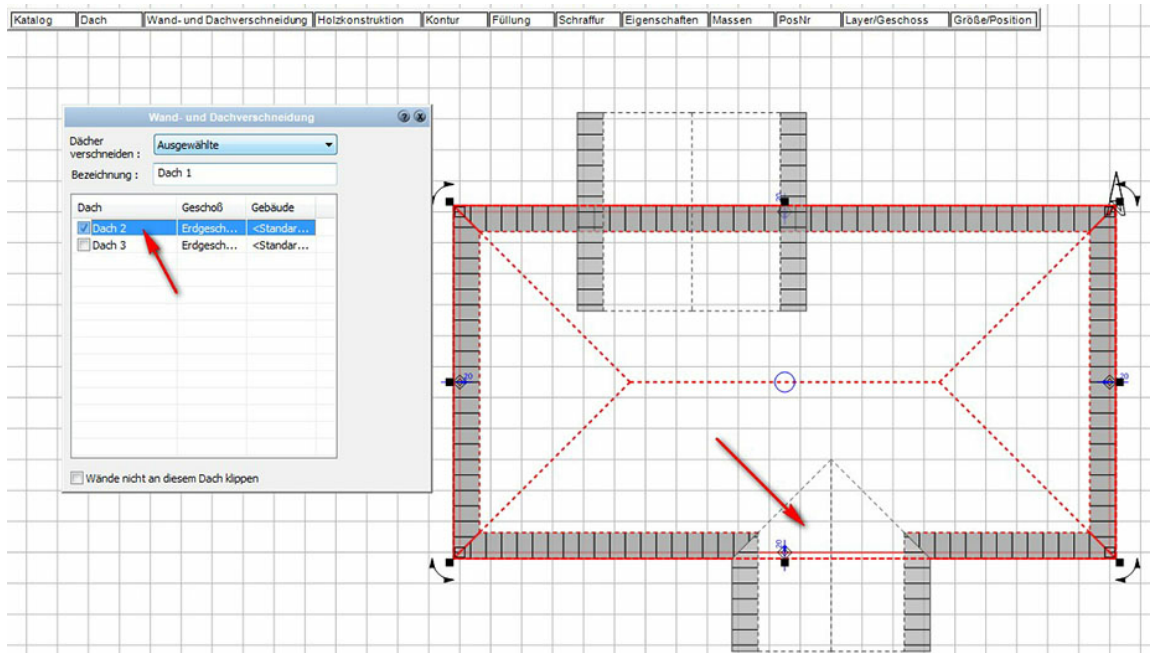 Katalog Dach Wand- und Dachverschneidung Holzkonstruktion Kontur Füllung Schraffur Eigenschaften Massen PosNr Layer/Geschoss Größe/Position
Wand- und Dachverschneidung
Dächer
verschneiden : Ausgewählte
Bezeichnung : Dach 1
Dach Geschoß Gebäude
Dach 2 Erdgesch... <Standar...
Dach 3 Erdgesch... <Standar...
Wände nicht an diesem Dach klippen
20
20